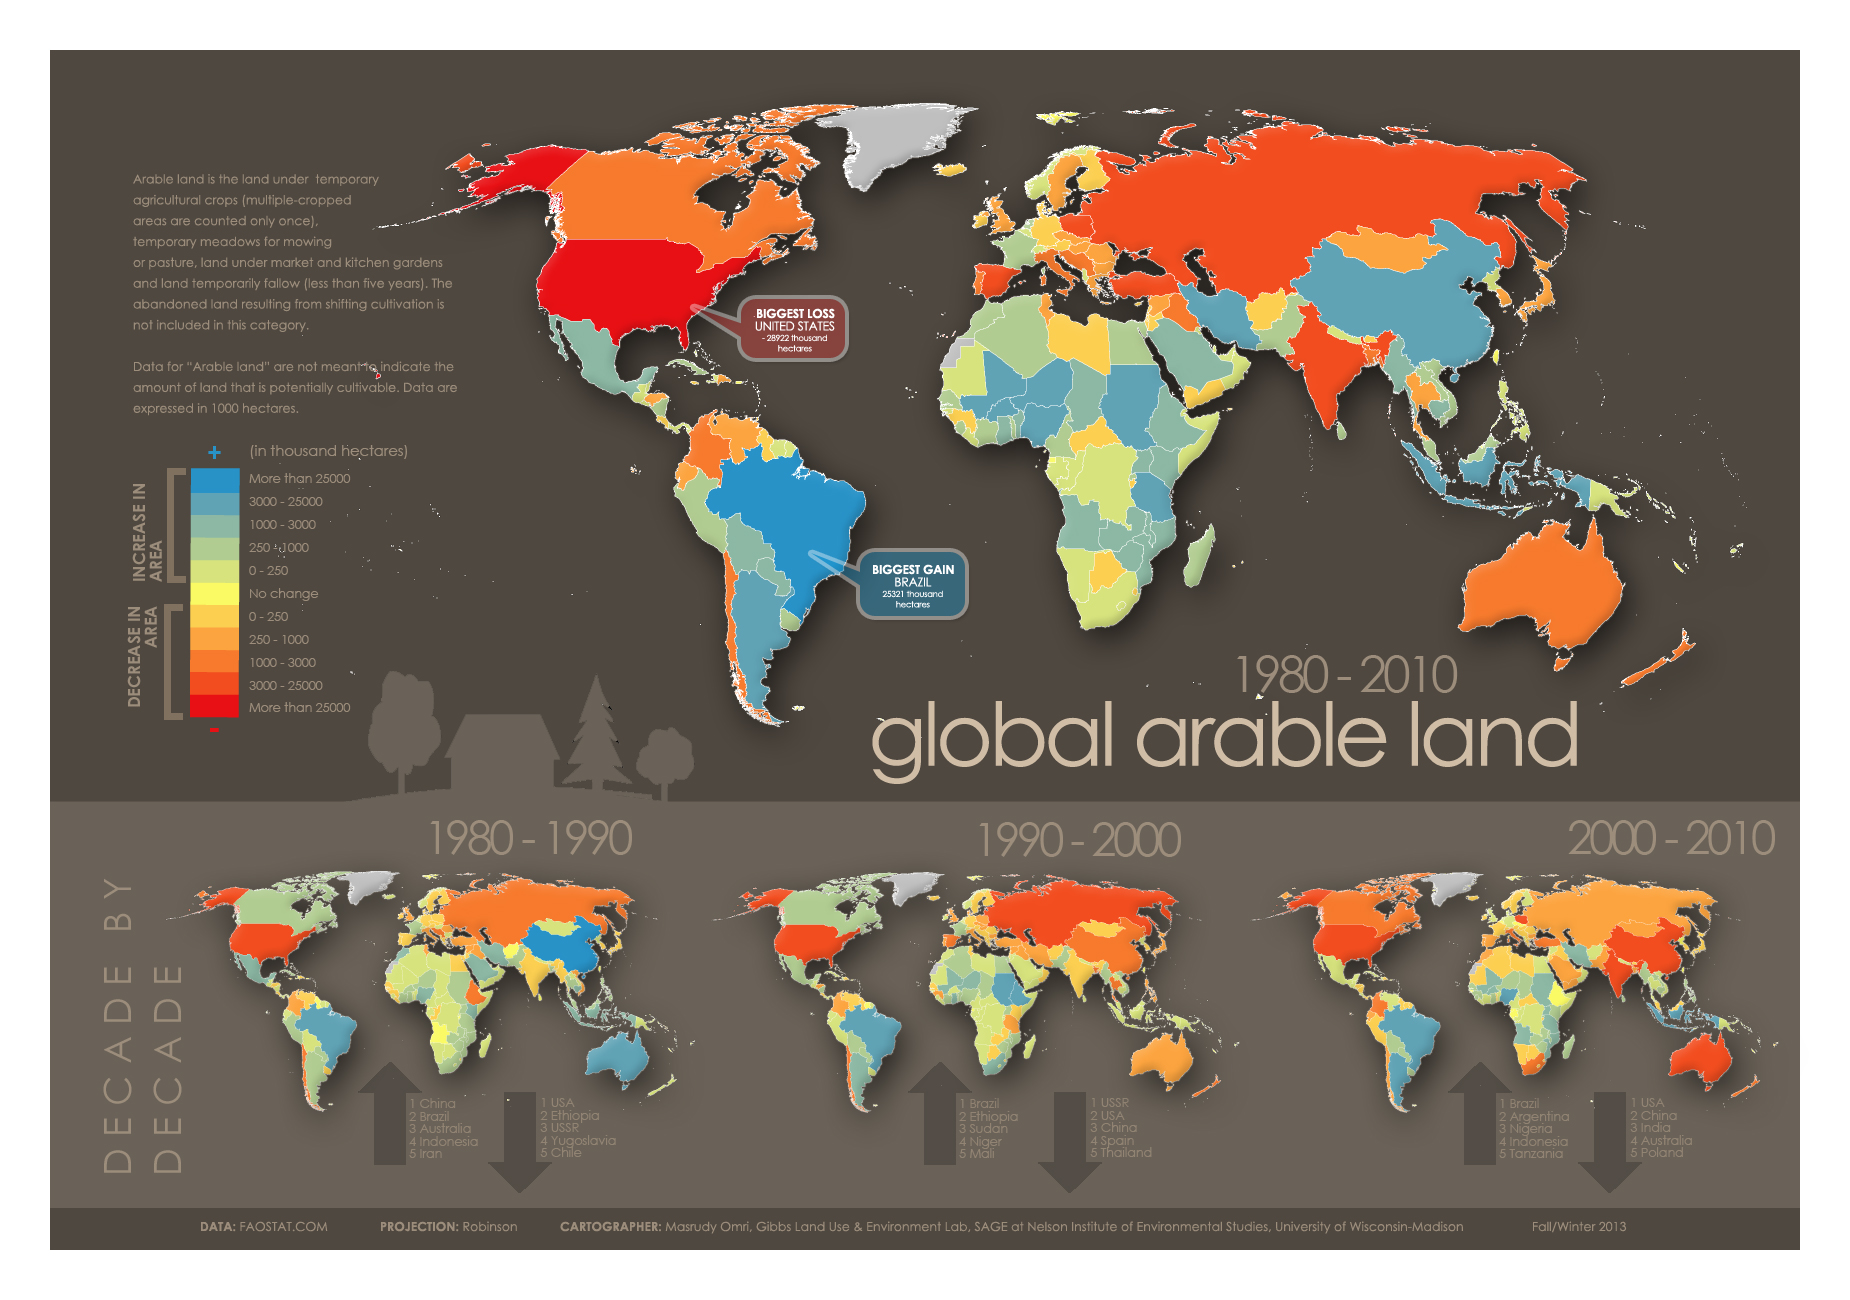 Arable land is the land under temporary
agricultural crops (multiple-cropped
areas are counted only once),
temporary meadows for mowing
or pasture, land under market and kitchen gardens
and land temporarily fallow (less than five years). The
abandoned land resulting from shifting cultivation is
not included in this category.
Data for "Arable land" are not meant to indicate the
amount of land that is potentially cultivable. Data are
expressed in 1000 hectares.
+
(in thousand hectares)
INCREASE IN
AREA
More than 25000
3000 - 25000
1000 - 3000
250 - 1000
0 - 250
No change
DECREASE IN
AREA
0 - 250
250 - 1000
1000 - 3000
3000 - 25000
More than 25000
-
BIGGEST LOSS
UNITED STATES
- 28922 thousand
hectares
BIGGEST GAIN
BRAZIL
25321 thousand
hectares
1980 - 2010
global arable land
DECADE BY
DECADE
1980 - 1990
1 China
2 Brazil
3 Australia
4 Indonesia
5 Iran
1 USA
2 Ethiopia
3 USSR
4 Yugoslavia
5 Chile
1990 - 2000
1 Brazil
2 Ethiopia
3 Sudan
4 Niger
5 Mali
1 USSR
2 USA
3 China
4 Spain
5 Thailand
2000 - 2010
1 Brazil
2 Argentina
3 Nigeria
4 Indonesia
5 Tanzania
1 USA
2 China
3 India
4 Australia
5 Poland
DATA: FAOSTAT.COM
PROJECTION: Robinson
CARTOGRAPHER: Masrudy Omri, Gibbs Land Use & Environment Lab, SAGE at Nelson Institute of Environmental Studies, University of Wisconsin-Madison
Fall/Winter 2013